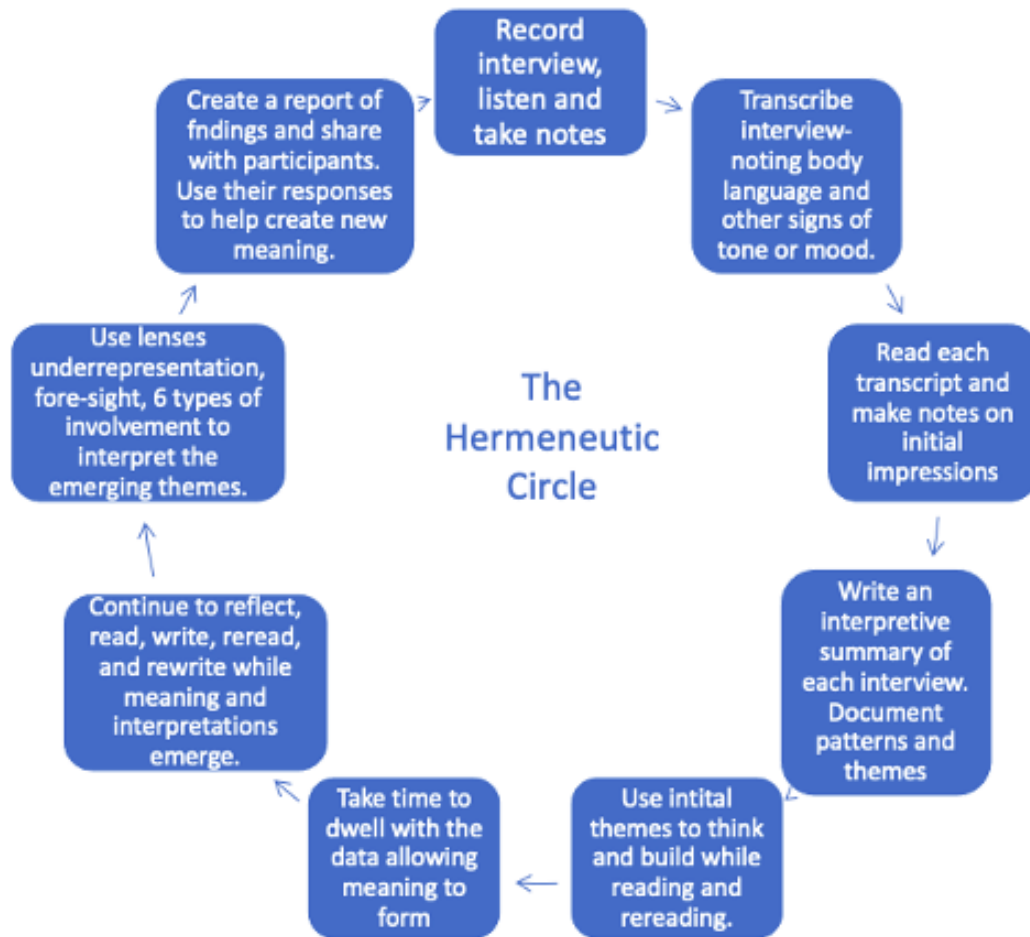 Record
interview,
listen and
take notes
Transcribe
interview-
noting body
language and
other signs of
tone or mood.
Read each
transcript and
make notes on
initial
impressions
Write an
interpretive
summary of
each interview.
Document
patterns and
themes
Use intital
themes to think
and build while
reading and
rereading.
Take time to
dwell with the
data allowing
meaning to
form
Continue to reflect,
read, write, reread,
and rewrite while
meaning and
interpretations
emerge.
Use lenses
underrepresentation,
fore-sight, 6 types of
involvement to
interpret the
emerging themes.
Create a report of
fndings and share
with participants.
Use their responses
to help create new
meaning.
The
Hermeneutic
Circle